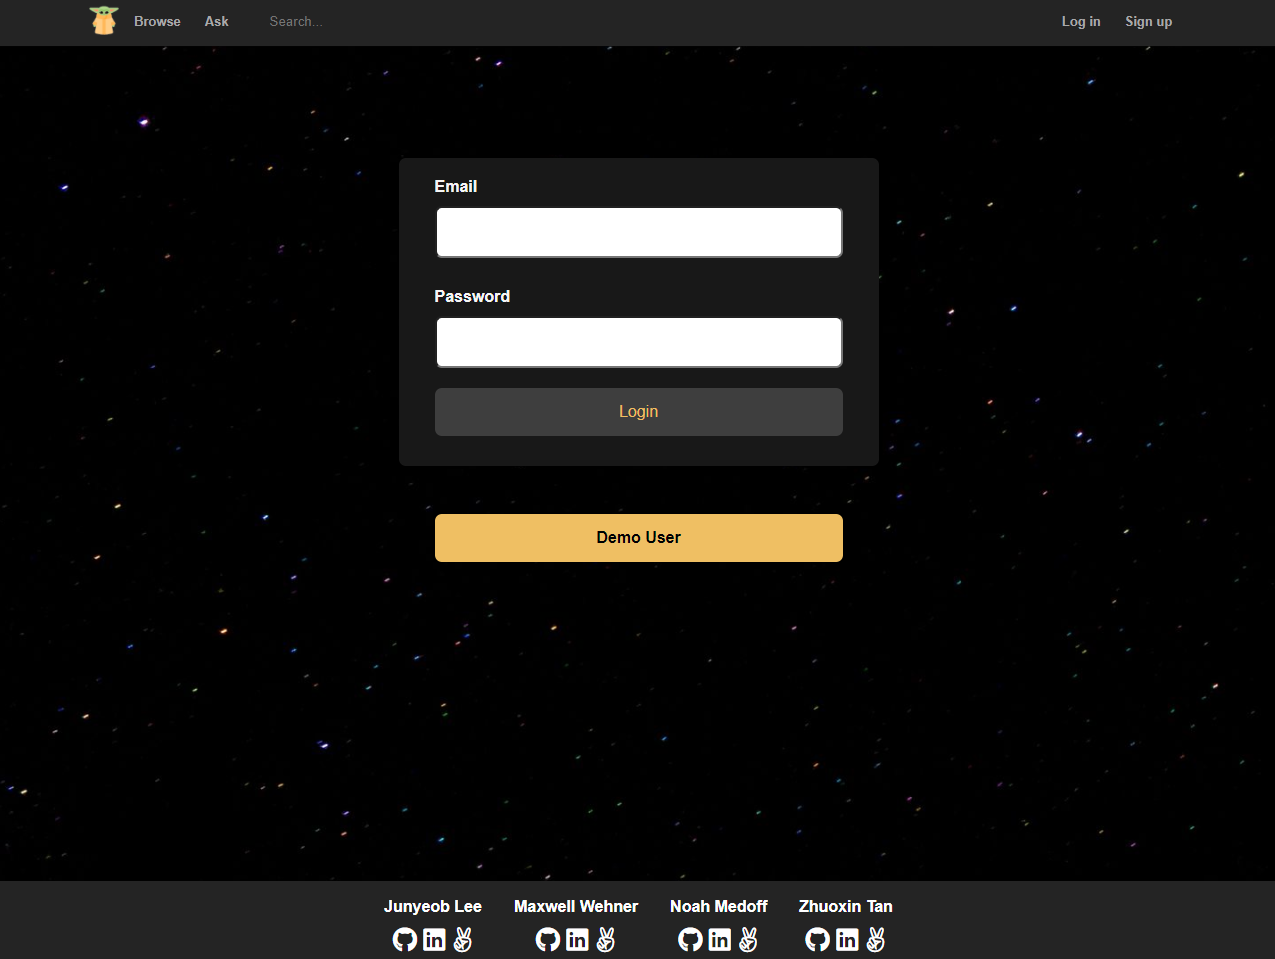 Browse Ask Search... Log in Sign up
Email
Password
Login
Demo User
Junyeob Lee Maxwell Wehner Noah Medoff Zhuoxin Tan